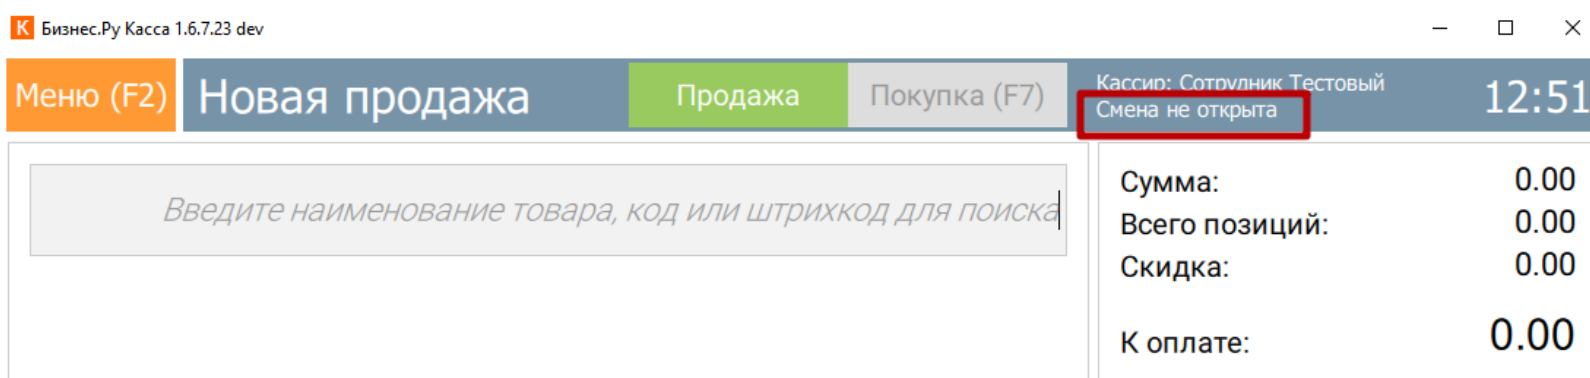 K Бизнес.Ру Касса 1.6.7.23 dev
Меню (F2)
Новая продажа
Продажа
Покупка (F7)
Кассир: Сотрудник Тестовый
Смена не открыта
12:51
Введите наименование товара, код или штрихкод для поиска
Сумма: 0.00
Всего позиций: 0.00
Скидка: 0.00
К оплате: 0.00